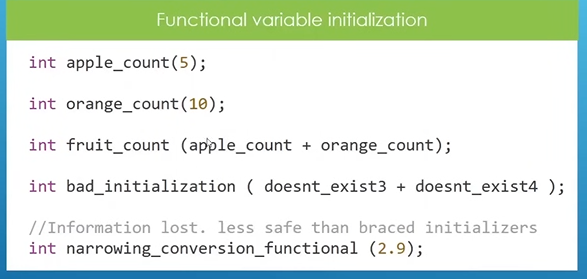 Functional variable initialization
int apple_count(5);
int orange_count(10);
int fruit_count (apple_count + orange_count);
int bad_initialization ( doesnt_exist3 + doesnt_exist4 );
//Information lost. less safe than braced initializers
int narrowing_conversion_functional (2.9);